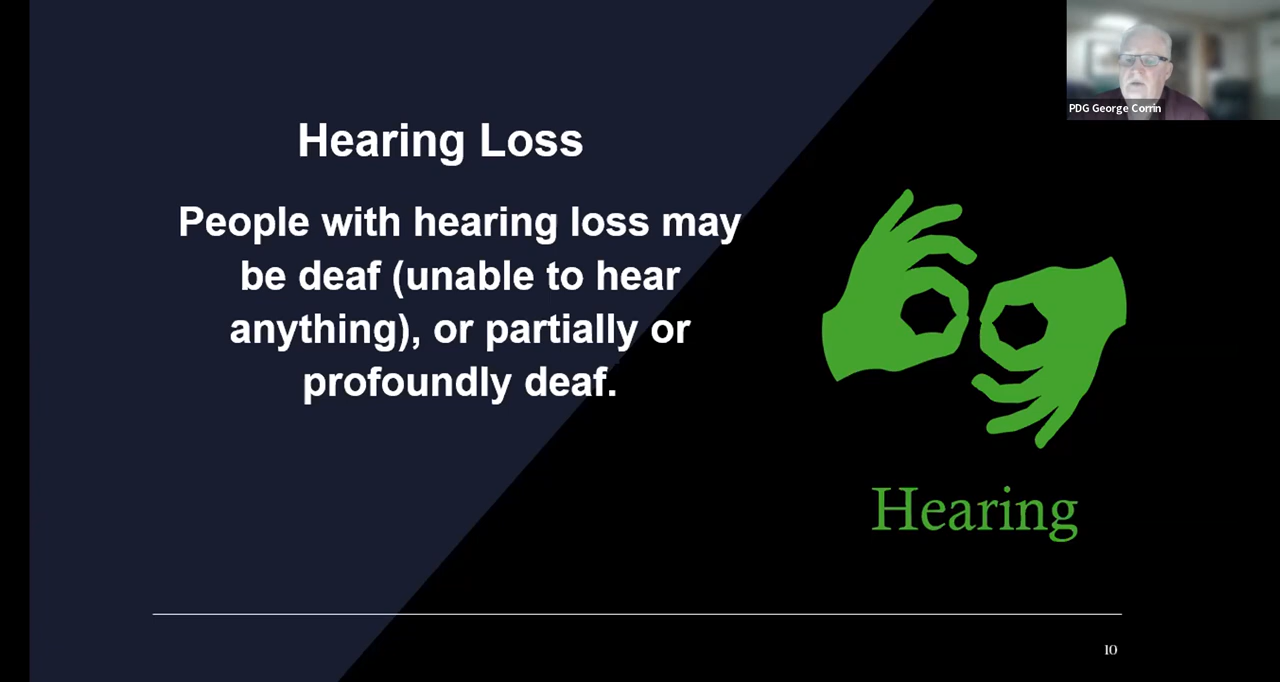 PDG George Corrin
Hearing Loss
People with hearing loss may
be deaf (unable to hear
anything), or partially or
profoundly deaf.
Hearing
10